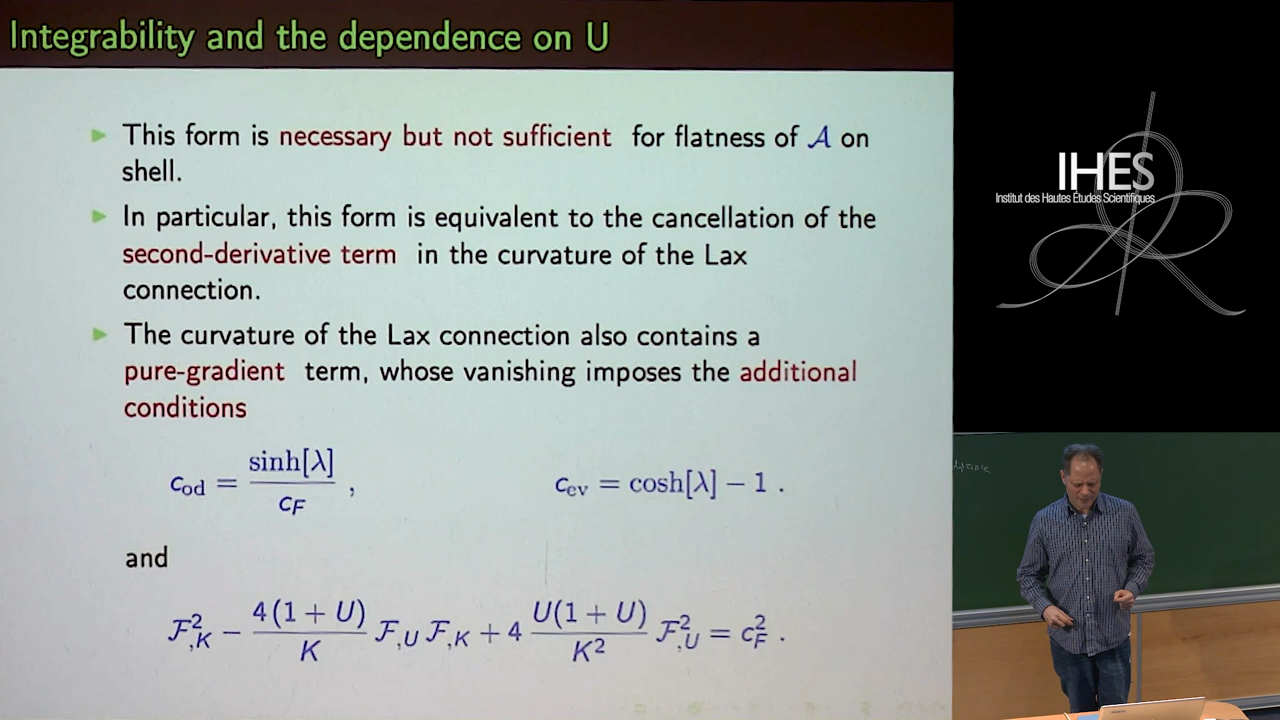 Integrability and the dependence on U
This form is necessary but not sufficient for flatness of 𝒜 on
shell.
In particular, this form is equivalent to the cancellation of the
second-derivative term in the curvature of the Lax
connection.
The curvature of the Lax connection also contains a
pure-gradient term, whose vanishing imposes the additional
conditions
c_od = sinh[λ] / c_F , c_ev = cosh[λ] − 1 .
and
ℱ²_{,K} − 4(1 + U)/K ℱ_{,U} ℱ_{,K} + 4 U(1 + U)/K² ℱ²_{,U} = c²_F .
IHES
Institut des Hautes Études Scientifiques